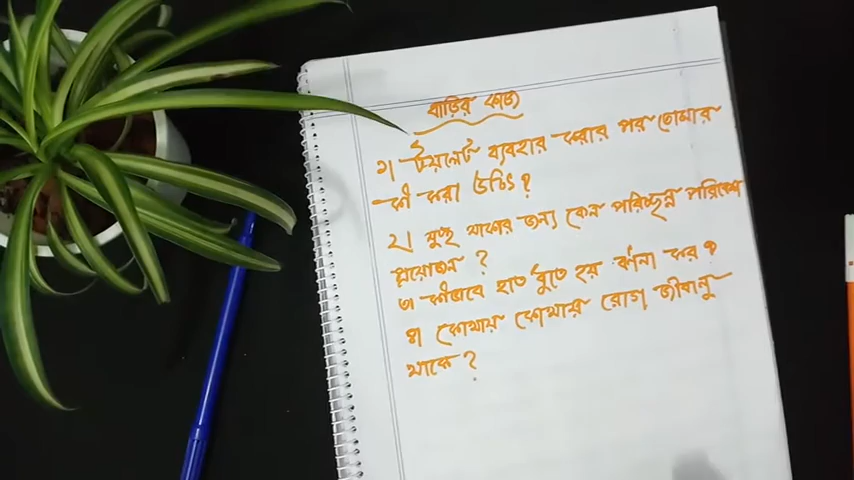 বাড়ির কাজ
১। টয়লেট ব্যবহার করার পর তোমার
কী করা উচিৎ?
২। সুস্থ থাকার জন্য কেন পরিচ্ছন্ন পরিবেশ
প্রয়োজন ?
৩। কীভাবে হাত ধুতে হয় বর্ণনা কর ?
৪। কোথায় কোথায় রোগ জীবানু
থাকে ?